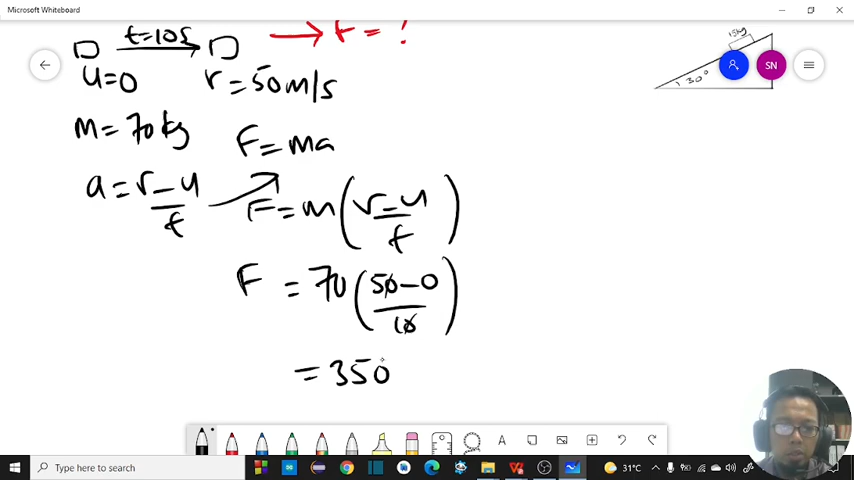 Microsoft Whiteboard
t=10s
F = ?
u=0
v=50m/s
15kg
30°
SN
m=70kg
F=ma
a=v-u/t
F=m(v-u/t)
F=70(50-0/10)
=350
A
Type here to search
31°C